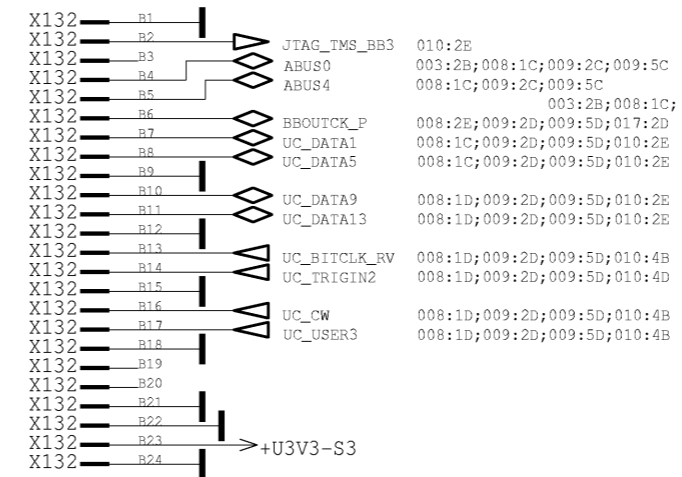 X132 B1
X132 B2 JTAG_TMS_BB3 010:2E
X132 B3 ABUS0 003:2B;008:1C;009:2C;009:5C
X132 B4 ABUS4 008:1C;009:2C;009:5C
X132 B5 003:2B;008:1C;
X132 B6 BBOUTCK_P 008:2E;009:2D;009:5D;017:2D
X132 B7 UC_DATA1 008:1C;009:2D;009:5D;010:2E
X132 B8 UC_DATA5 008:1C;009:2D;009:5D;010:2E
X132 B9
X132 B10 UC_DATA9 008:1D;009:2D;009:5D;010:2E
X132 B11 UC_DATA13 008:1D;009:2D;009:5D;010:2E
X132 B12
X132 B13 UC_BITCLK_RV 008:1D;009:2D;009:5D;010:4B
X132 B14 UC_TRIGIN2 008:1D;009:2D;009:5D;010:4D
X132 B15
X132 B16 UC_CW 008:1D;009:2D;009:5D;010:4B
X132 B17 UC_USER3 008:1D;009:2D;009:5D;010:4B
X132 B18
X132 B19
X132 B20
X132 B21
X132 B22
X132 B23 +U3V3-S3
X132 B24